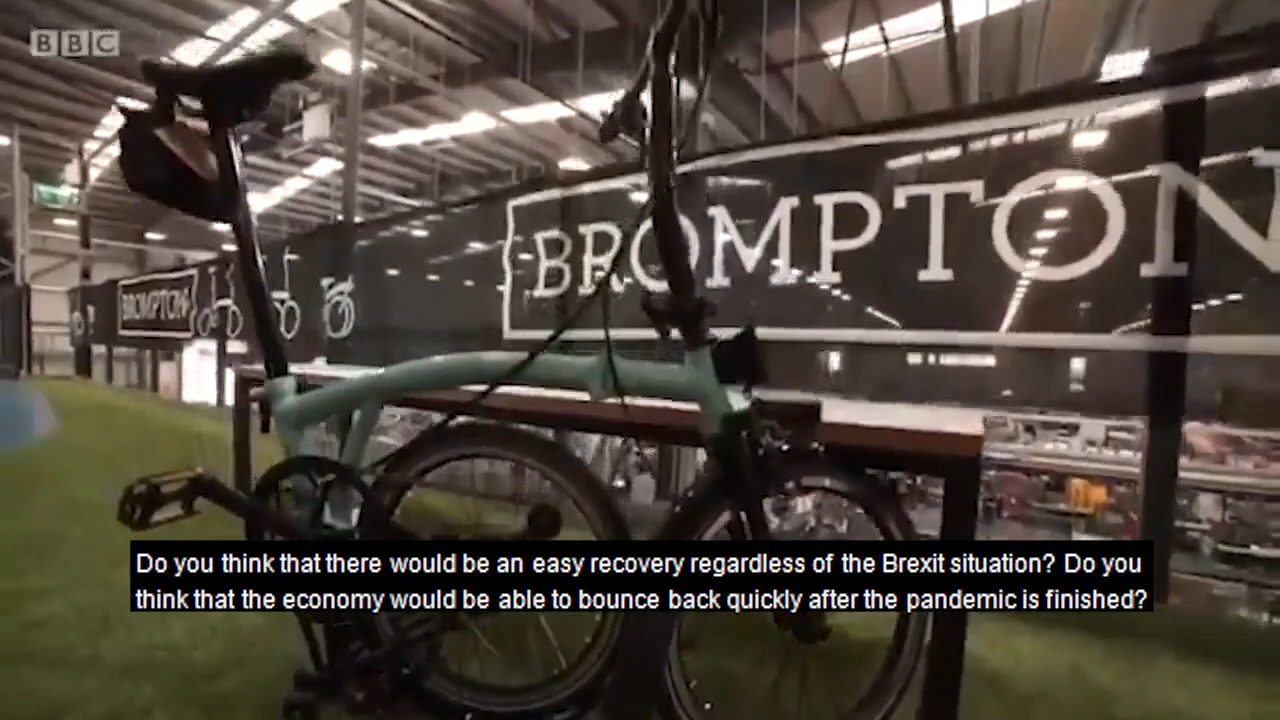 BBC
BROMPTON
BROMPTON
Do you think that there would be an easy recovery regardless of the Brexit situation? Do you
think that the economy would be able to bounce back quickly after the pandemic is finished?